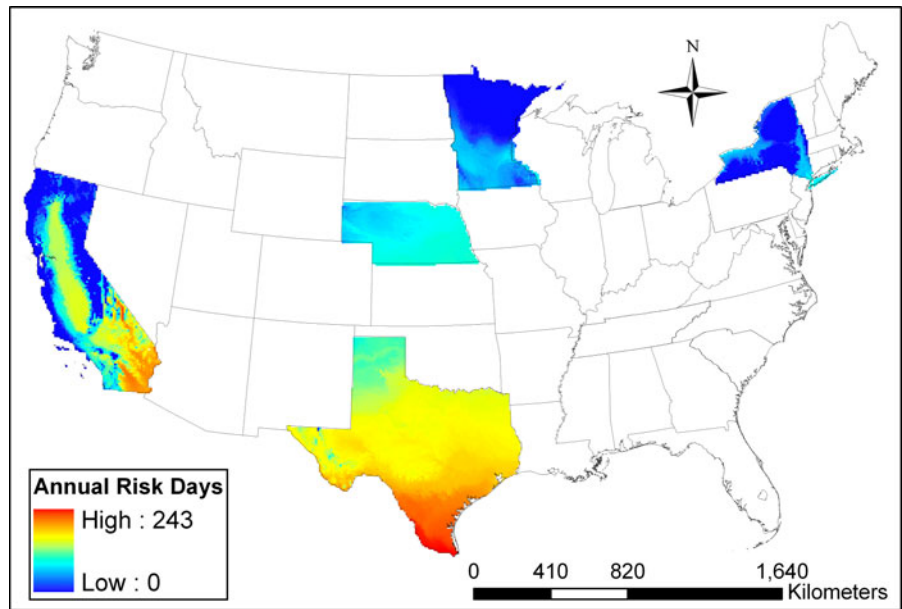 N
Annual Risk Days
High : 243
Low : 0
0 410 820 1,640
Kilometers